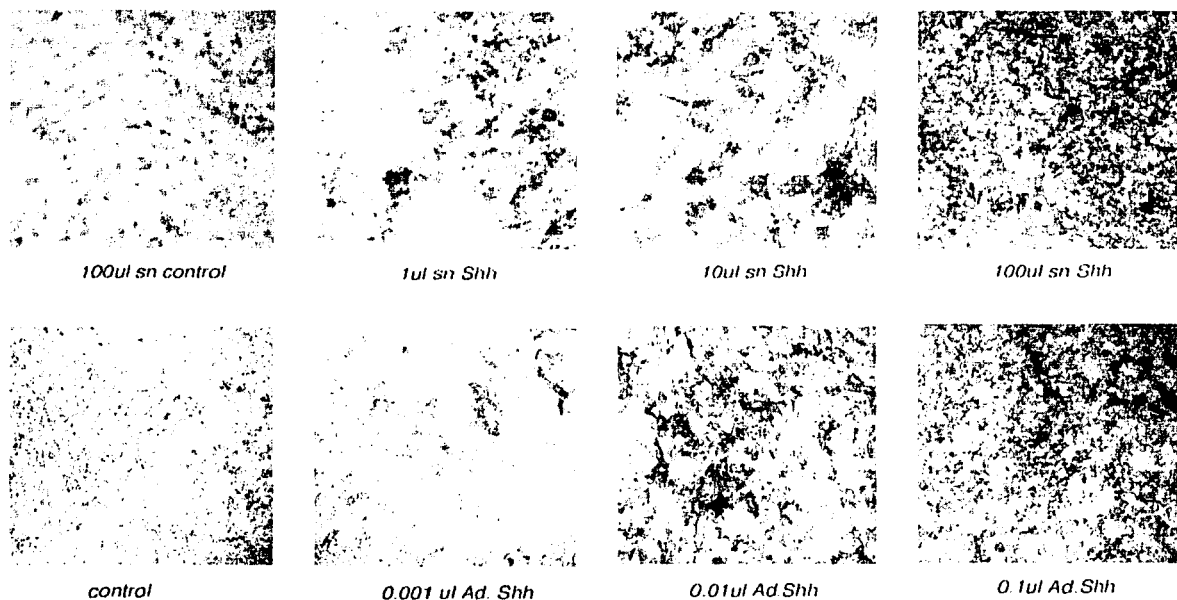 100ul sn control
1ul sn Shh
10ul sn Shh
100ul sn Shh
control
0.001 ul Ad. Shh
0.01ul Ad.Shh
0.1ul Ad.Shh